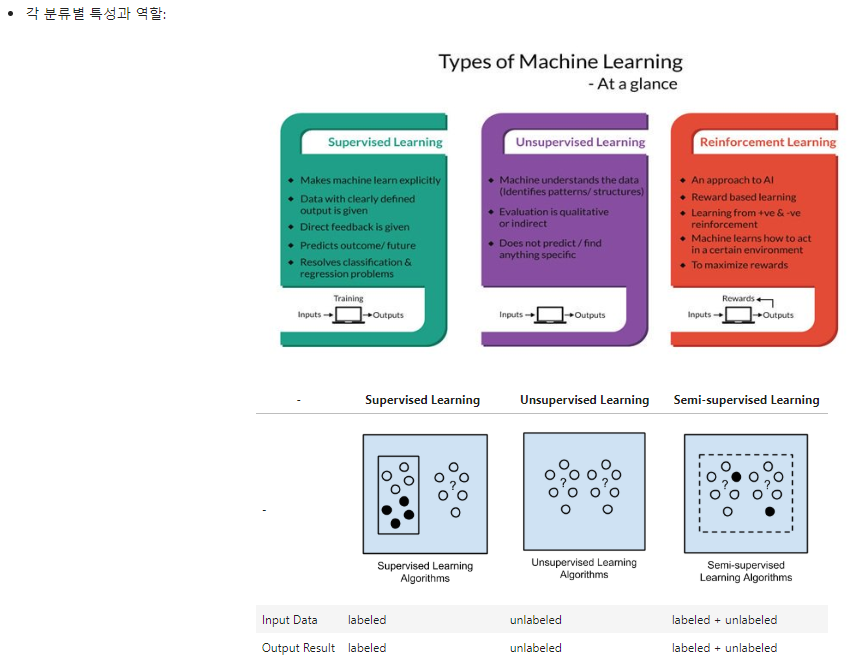 각 분류별 특성과 역할:
Types of Machine Learning
- At a glance
Supervised Learning
Makes machine learn explicitly
Data with clearly defined
output is given
Direct feedback is given
Predicts outcome/ future
Resolves classification &
regression problems
Training
Inputs
Outputs
Unsupervised Learning
Machine understands the data
(Identifies patterns/ structures)
Evaluation is qualitative
or indirect
Does not predict / find
anything specific
Inputs
Outputs
Reinforcement Learning
An approach to AI
Reward based learning
Learning from +ve & -ve
reinforcement
Machine learns how to act
in a certain environment
To maximize rewards
Rewards
Inputs
Outputs
- Supervised Learning Unsupervised Learning Semi-supervised Learning
-
?
Supervised Learning
Algorithms
? ?
Unsupervised Learning
Algorithms
? ?
Semi-supervised
Learning Algorithms
Input Data labeled unlabeled labeled + unlabeled
Output Result labeled unlabeled labeled + unlabeled